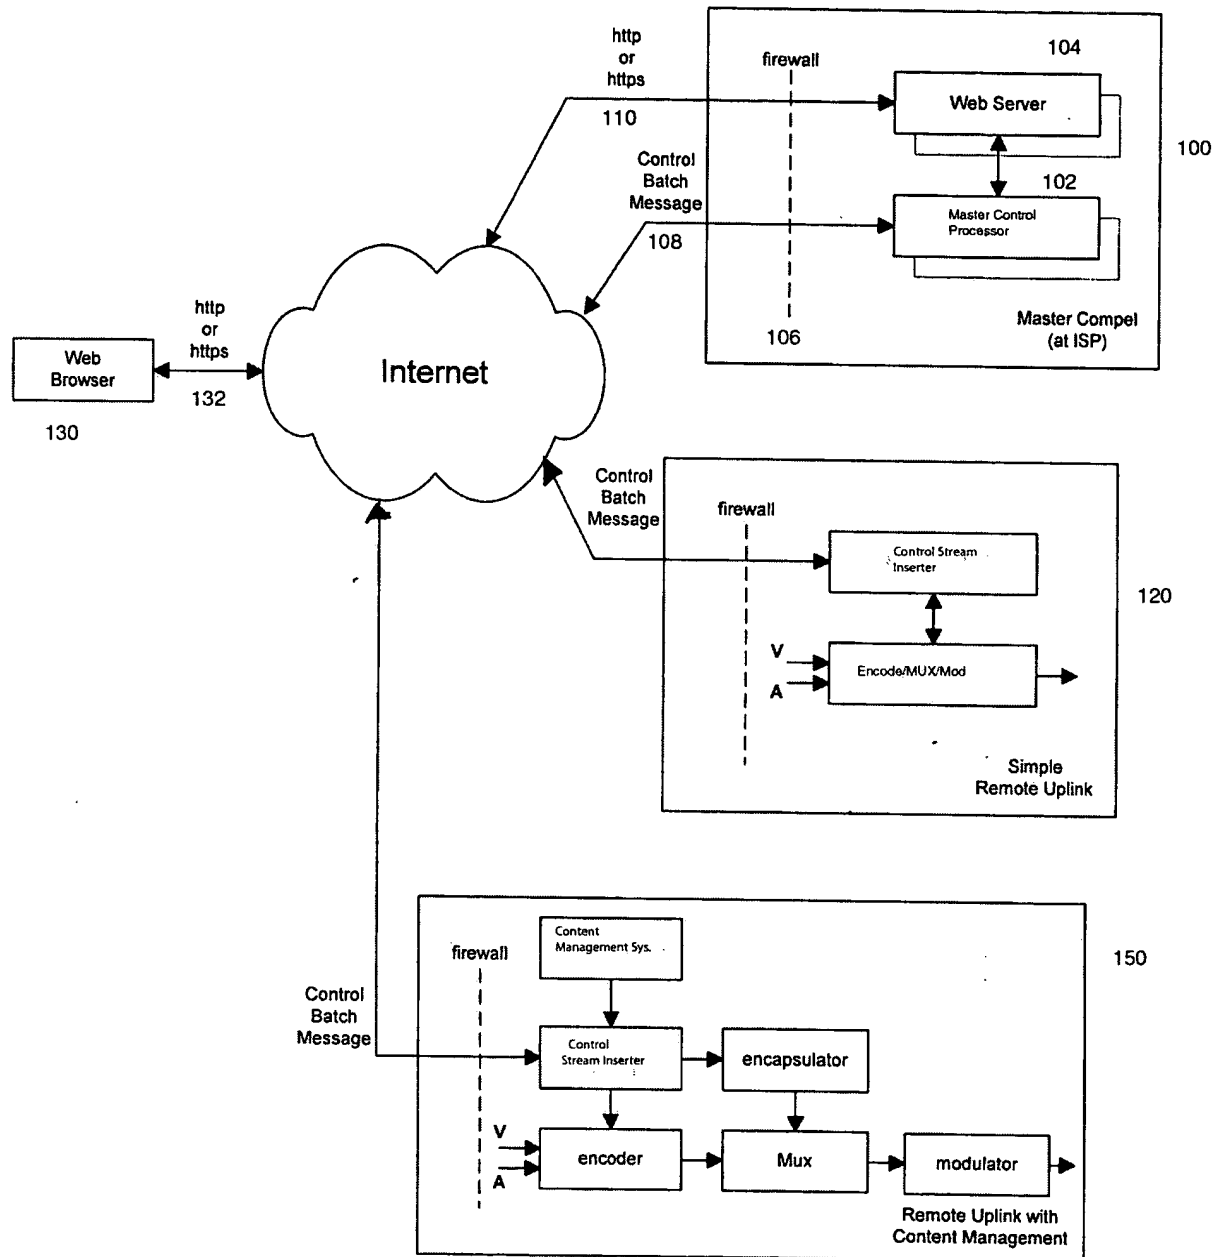 http
or
https
110
firewall
104
Web Server
100
Control
Batch
Message
108
102
Master Control
Processor
106
Master Compel
(at ISP)
http
or
https
Web
Browser
132
130
Internet
Control
Batch
Message
firewall
Control Stream
Inserter
120
V
A
Encode/MUX/Mod
Simple
Remote Uplink
Content
Management Sys.
firewall
150
Control
Batch
Message
Control
Stream Inserter
encapsulator
V
A
encoder
Mux
modulator
Remote Uplink with
Content Management